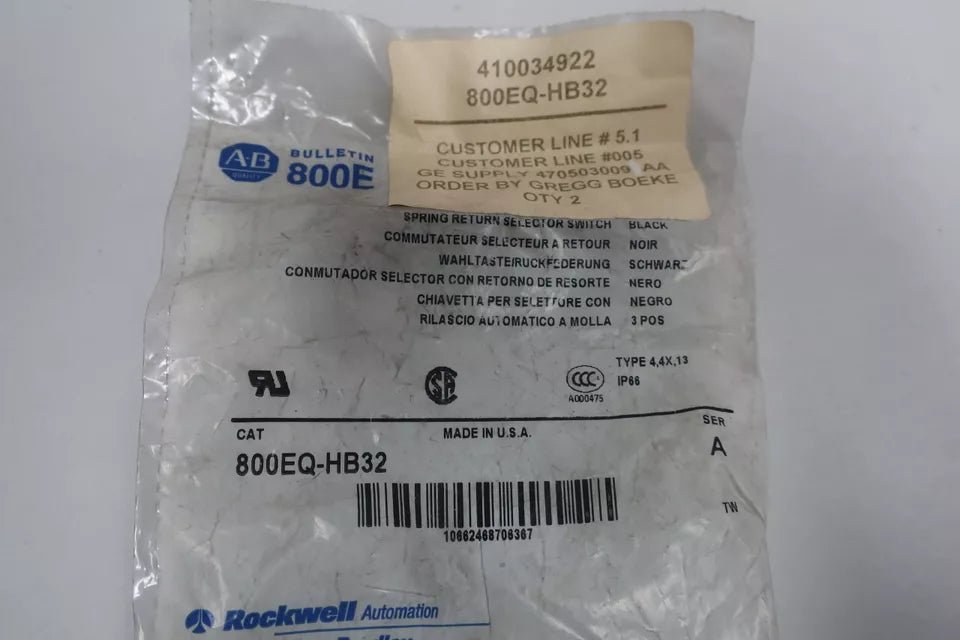 410034922
800EQ-HB32
CUSTOMER LINE # 5.1
CUSTOMER LINE #005
GE SUPPLY 470503009 AA
ORDER BY GREGG BOEKE
QTY 2
A-B
QUALITY
BULLETIN
800E
SPRING RETURN SELECTOR SWITCH BLACK
COMMUTATEUR SELECTEUR A RETOUR NOIR
WAHLTASTE/RUCKFEDERUNG SCHWARZ
CONMUTADOR SELECTOR CON RETORNO DE RESORTE NERO
CHIAVETTA PER SELETTORE CON NEGRO
RILASCIO AUTOMATICO A MOLLA 3 POS
TYPE 4,4X,13
IP66
CCC
A000475
CAT
MADE IN U.S.A.
SER
800EQ-HB32
A
TW
10662468706367
Rockwell Automation